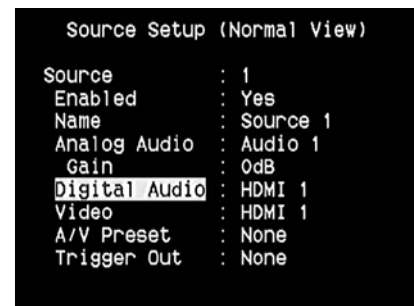 Source Setup (Normal View)
Source : 1
Enabled : Yes
Name : Source 1
Analog Audio : Audio 1
Gain : 0dB
Digital Audio : HDMI 1
Video : HDMI 1
A/V Preset : None
Trigger Out : None